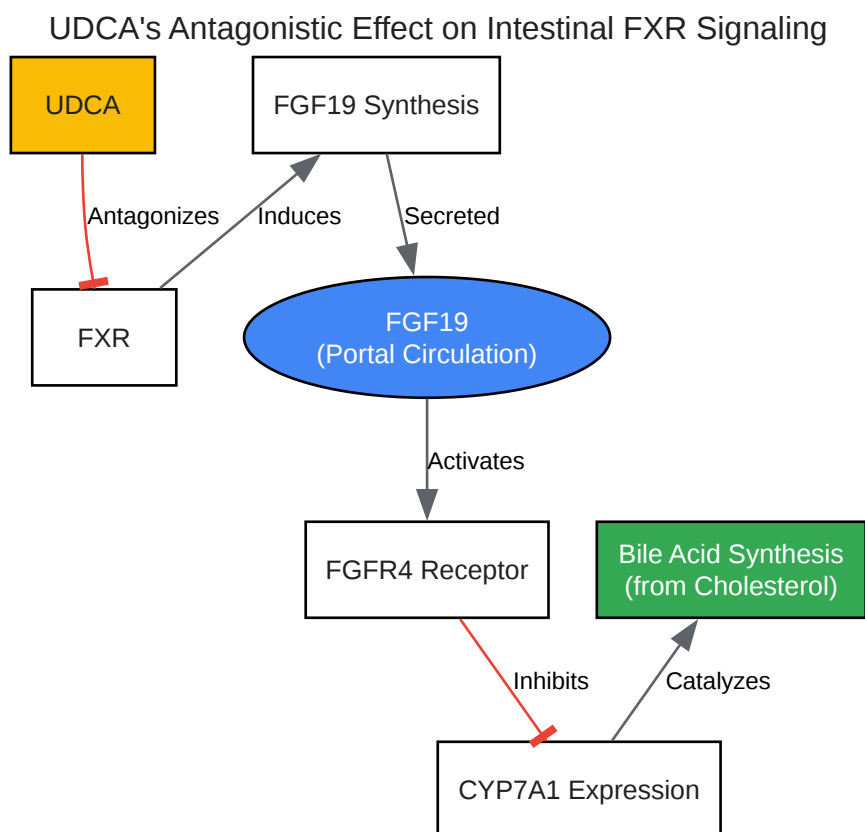 UDCA's Antagonistic Effect on Intestinal FXR Signaling
UDCA
FGF19 Synthesis
Antagonizes
Induces
Secreted
FXR
FGF19
(Portal Circulation)
Activates
FGFR4 Receptor
Bile Acid Synthesis
(from Cholesterol)
Inhibits
Catalyzes
CYP7A1 Expression